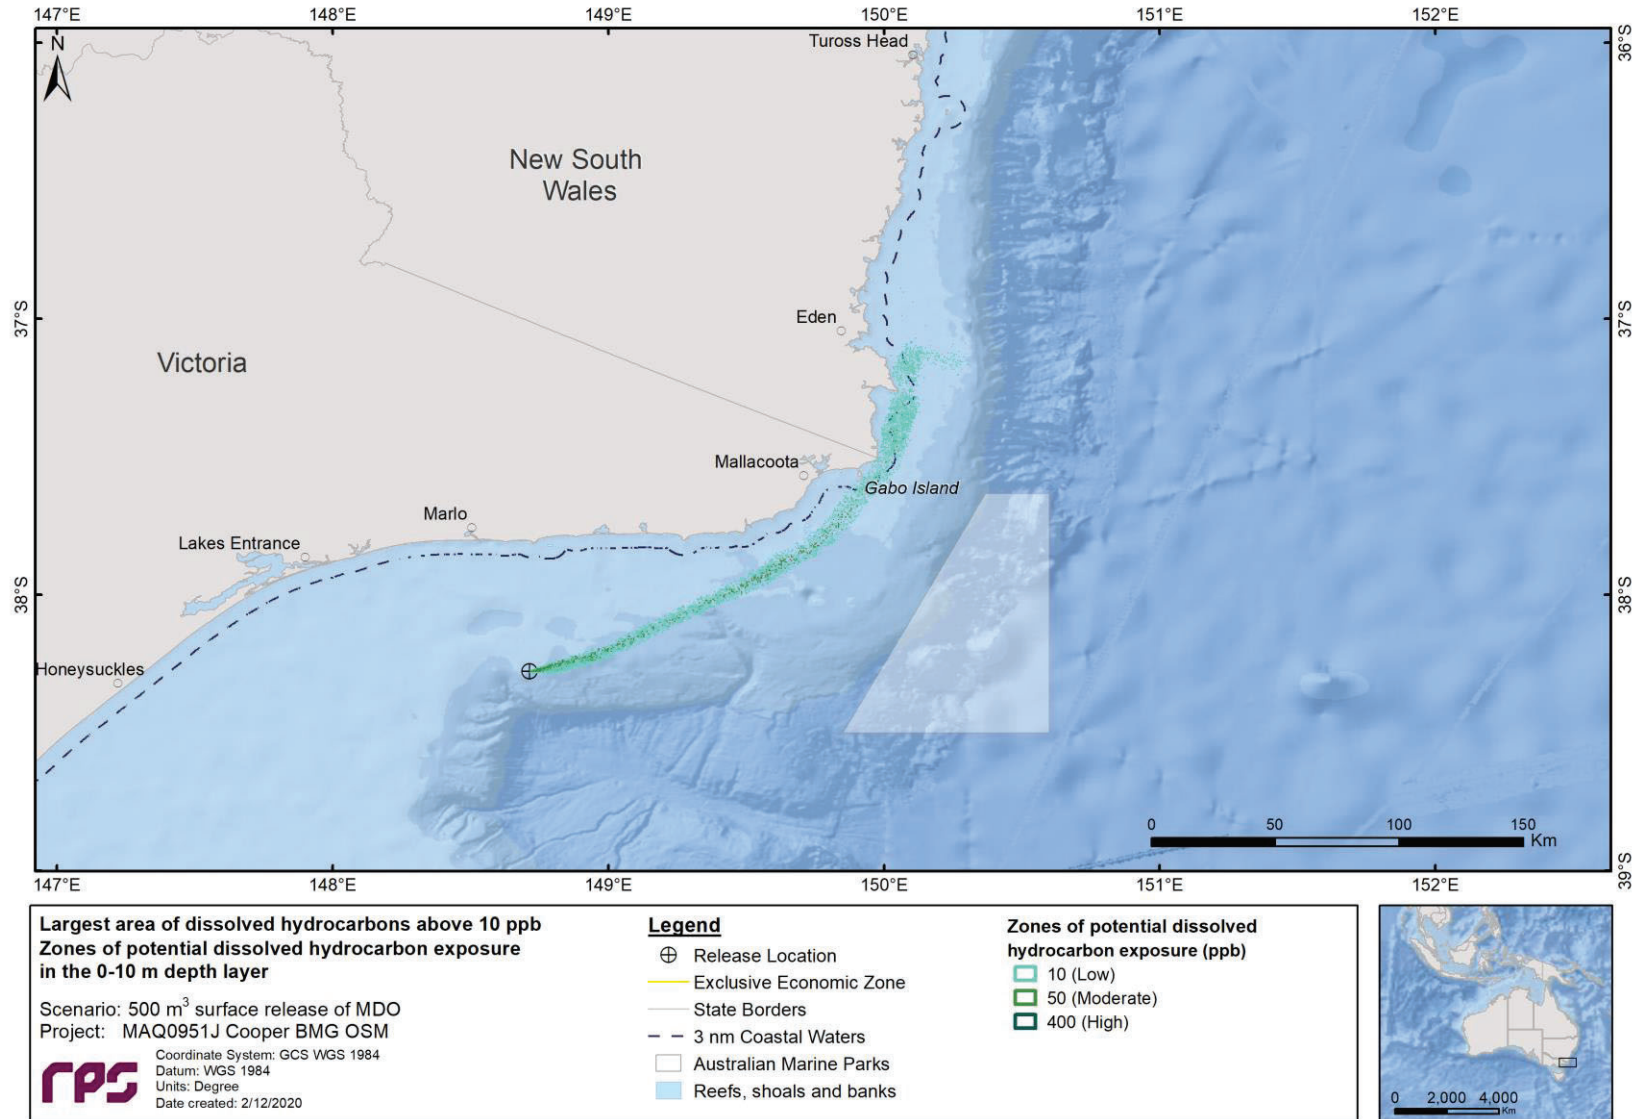 147°E 148°E 149°E 150°E 151°E 152°E
36°S
36°S
N
Tuross Head
New South
Wales
37°S
37°S
Eden
Victoria
Mallacoota
Gabo Island
Marlo
Lakes Entrance
38°S
38°S
Honeysuckles
0 50 100 150
Km
39°S
147°E 148°E 149°E 150°E 151°E 152°E
Largest area of dissolved hydrocarbons above 10 ppb
Zones of potential dissolved hydrocarbon exposure
in the 0-10 m depth layer
Scenario: 500 m³ surface release of MDO
Project: MAQ0951J Cooper BMG OSM
rps
Coordinate System: GCS WGS 1984
Datum: WGS 1984
Units: Degree
Date created: 2/12/2020
Legend
Release Location
Exclusive Economic Zone
State Borders
3 nm Coastal Waters
Australian Marine Parks
Reefs, shoals and banks
Zones of potential dissolved
hydrocarbon exposure (ppb)
10 (Low)
50 (Moderate)
400 (High)
0 2,000 4,000
Km